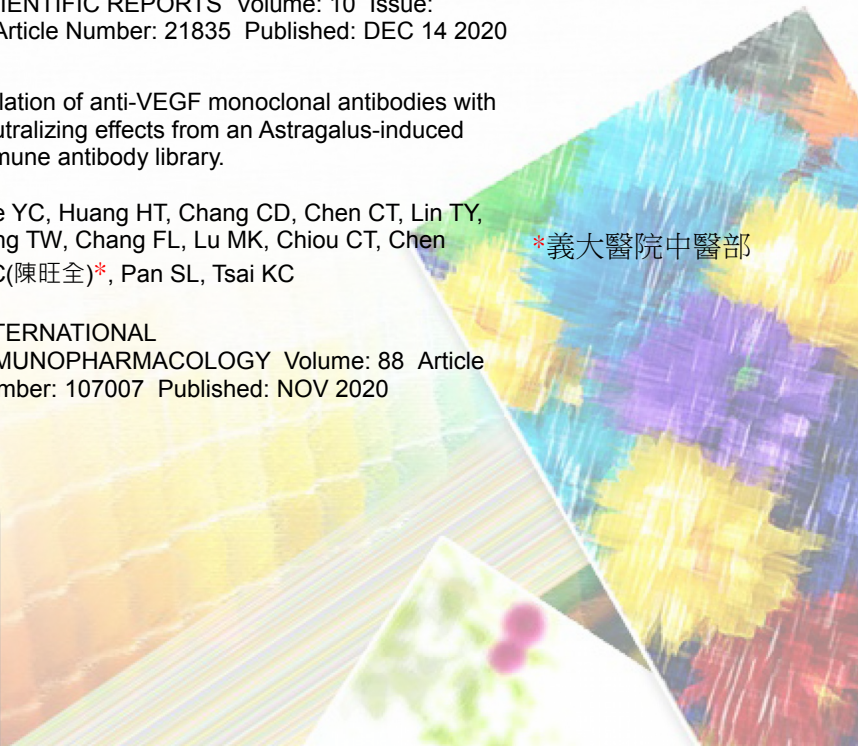 IENTIFIC REPORTS Volume: 10 Issue:
Article Number: 21835 Published: DEC 14 2020
lation of anti-VEGF monoclonal antibodies with
utralizing effects from an Astragalus-induced
mune antibody library.
e YC, Huang HT, Chang CD, Chen CT, Lin TY,
ng TW, Chang FL, Lu MK, Chiou CT, Chen
C(陳旺全)*, Pan SL, Tsai KC
*義大醫院中醫部
TERNATIONAL
MUNOPHARMACOLOGY Volume: 88 Article
mber: 107007 Published: NOV 2020